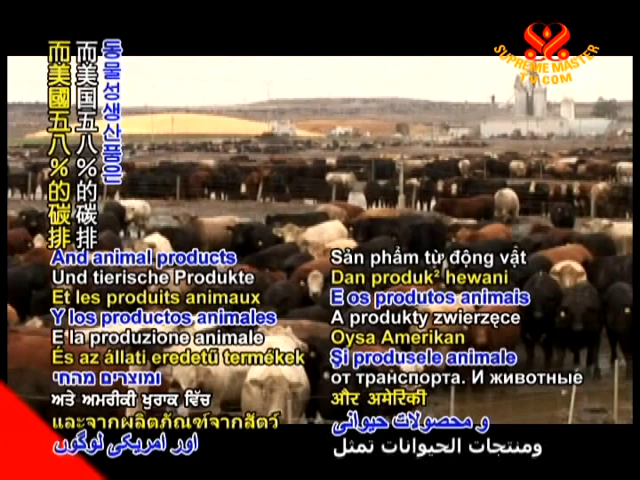 SUPREME MASTER
TV.COM
동물성 생산품은
而美国五八%的碳排
而美國五八%的碳排
And animal products
Und tierische Produkte
Et les produits animaux
Y los productos animales
E la produzione animale
És az állati eredetű termékek
ומוצרים מהחי
ਅਤੇ ਅਮਰੀਕੀ ਖੁਰਾਕ ਵਿੱਚ
และจากผลิตภัณฑ์จากสัตว์
اور امریکی لوگوں
Sản phẩm từ động vật
Dan produk² hewani
E os produtos animais
A produkty zwierzęce
Oysa Amerikan
Şi produsele animale
от транспорта. И животные
और अमेरिकी
و محصولات حیوانی
ومنتجات الحيوانات تمثل